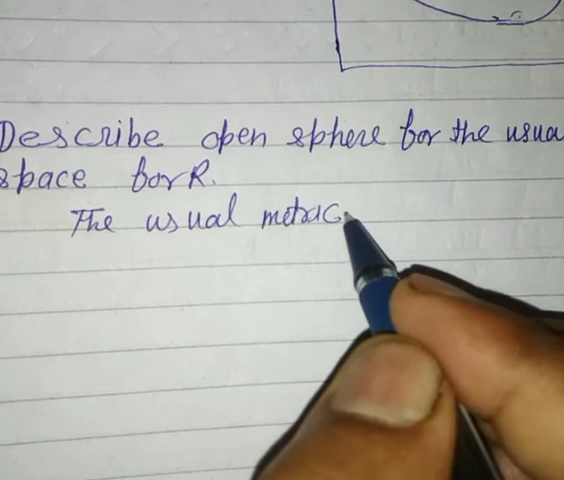 Describe open sphere for the usua
space for R.
The usual metric